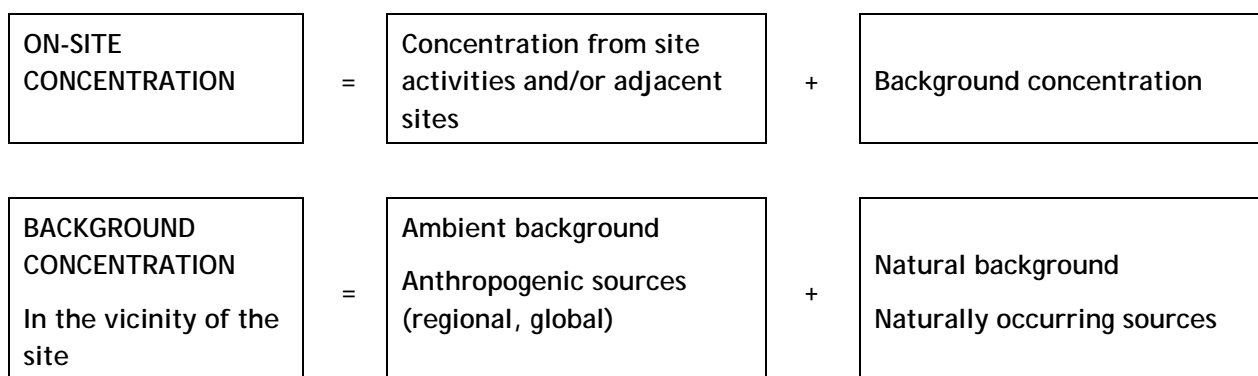 ON-SITE
CONCENTRATION
=
Concentration from site
activities and/or adjacent
sites
+
Background concentration
BACKGROUND
CONCENTRATION
In the vicinity of the
site
=
Ambient background
Anthropogenic sources
(regional, global)
+
Natural background
Naturally occurring sources